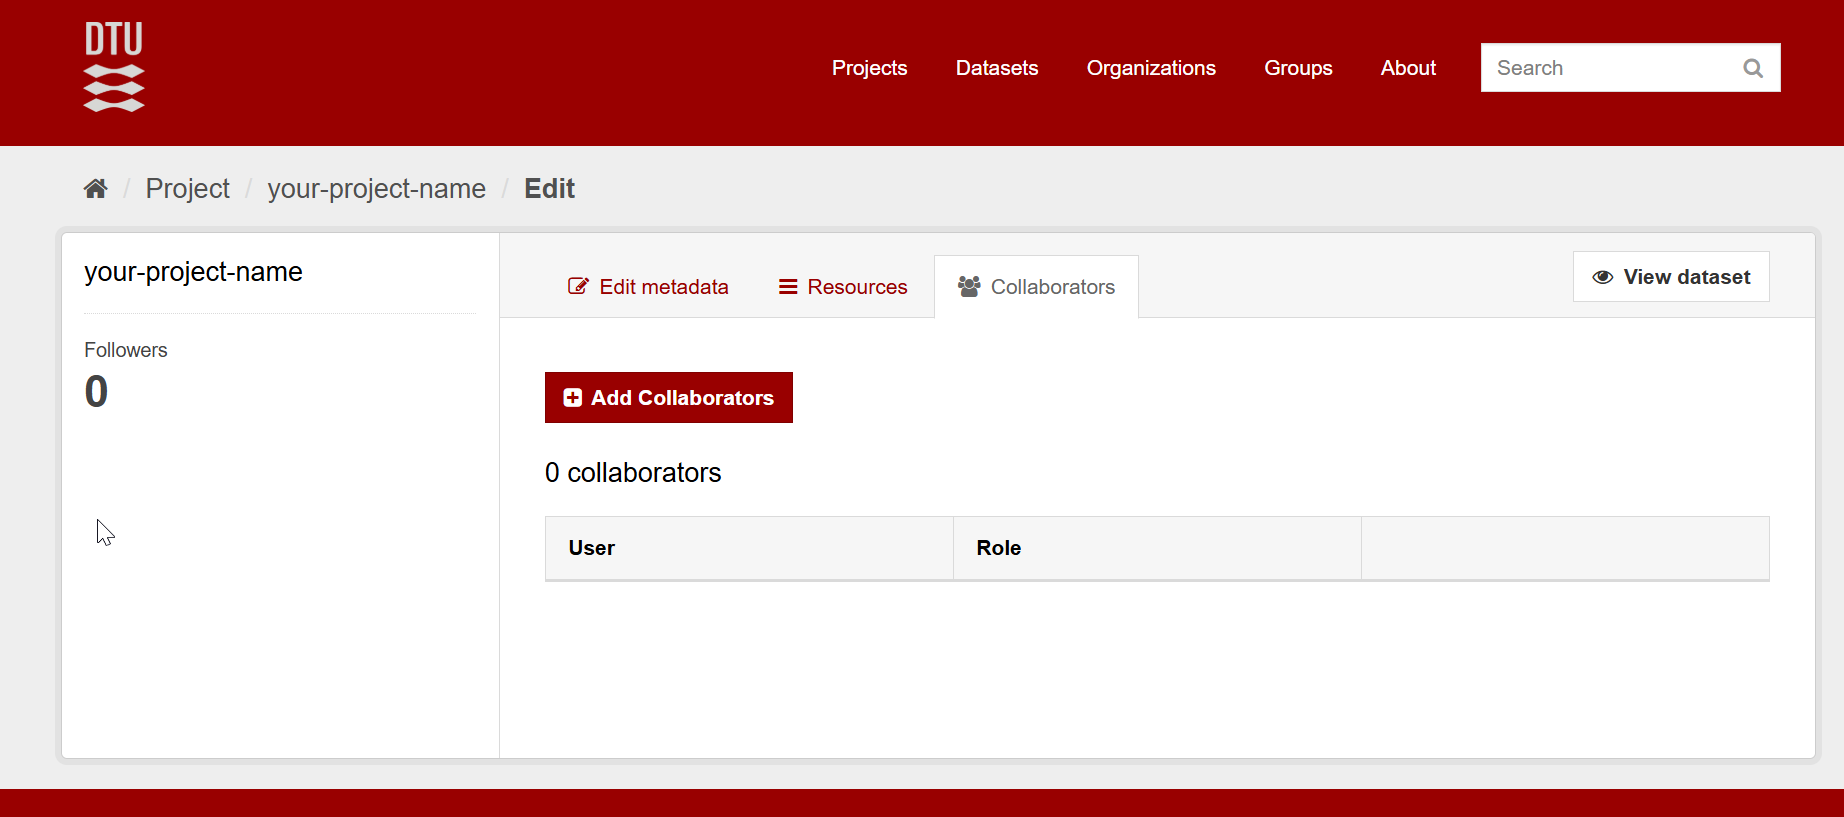 DTU
Projects Datasets Organizations Groups About Search
/ Project / your-project-name / Edit
your-project-name
Edit metadata Resources Collaborators View dataset
Followers
0
Add Collaborators
0 collaborators
User Role